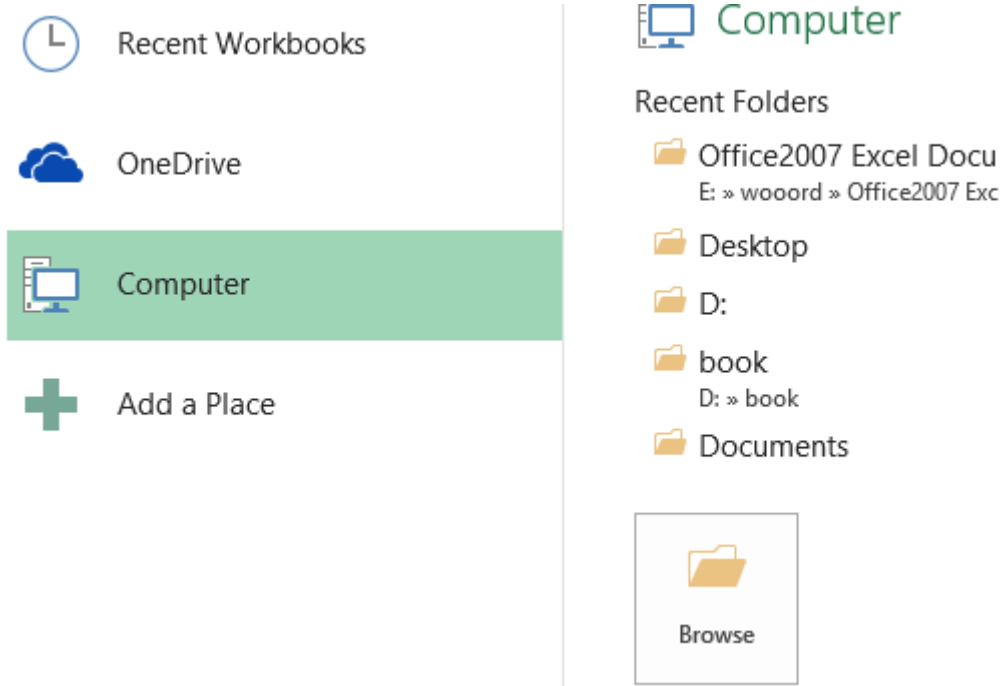 Recent Workbooks
OneDrive
Computer
Add a Place
Computer
Recent Folders
Office2007 Excel Docu
E: » wooord » Office2007 Exc
Desktop
D:
book
D: » book
Documents
Browse